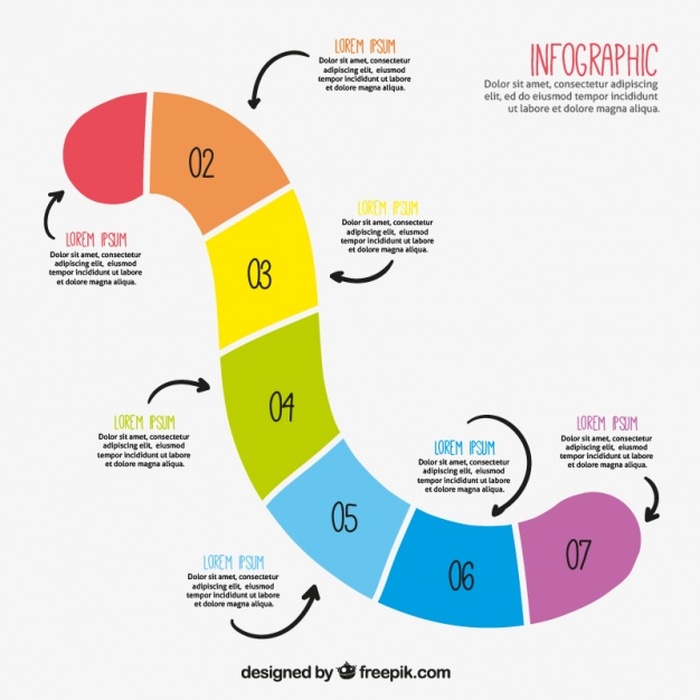 INFOGRAPHIC
Dolor sit amet, consectetur adipiscing
elit, ed do eiusmod tempor incididunt
ut labore et dolore magna aliqua.
LOREM IPSUM
Dolor sit amet, consectetur
adipiscing elit, eiusmod
tempor incididunt ut labore
et dolore magna aliqua.
02
LOREM IPSUM
Dolor sit amet, consectetur
adipiscing elit, eiusmod
tempor incididunt ut labore
et dolore magna aliqua.
LOREM IPSUM
Dolor sit amet, consectetur
adipiscing elit, eiusmod
tempor incididunt ut labore
et dolore magna aliqua.
03
04
LOREM IPSUM
Dolor sit amet, consectetur
adipiscing elit, eiusmod
tempor incididunt ut labore
et dolore magna aliqua.
LOREM IPSUM
Dolor sit amet, consectetur
adipiscing elit, eiusmod
tempor incididunt ut labore
et dolore magna aliqua.
LOREM IPSUM
Dolor sit amet, consectetur
adipiscing elit, eiusmod
tempor incididunt ut labore
et dolore magna aliqua.
05
06
07
LOREM IPSUM
Dolor sit amet, consectetur
adipiscing elit, eiusmod
tempor incididunt ut labore
et dolore magna aliqua.
designed by freepik.com